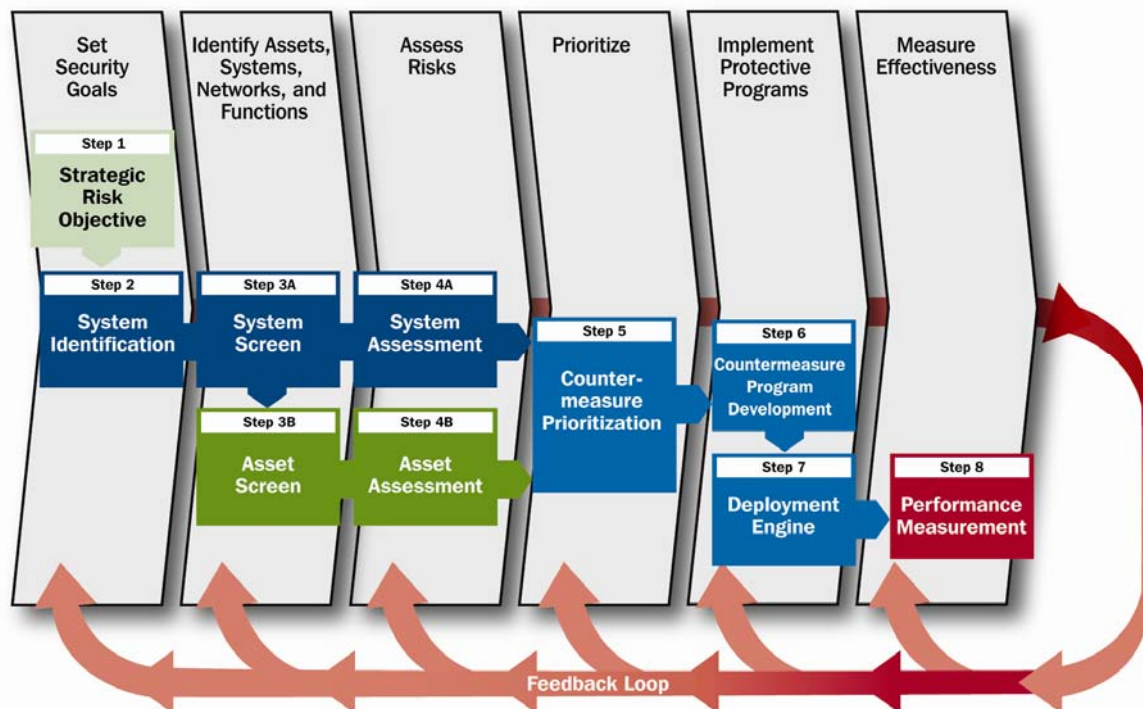 Set
Security
Goals
Identify Assets,
Systems,
Networks, and
Functions
Assess
Risks
Prioritize
Implement
Protective
Programs
Measure
Effectiveness
Step 1
Strategic
Risk
Objective
Step 2
System
Identification
Step 3A
System
Screen
Step 4A
System
Assessment
Step 3B
Asset
Screen
Step 4B
Asset
Assessment
Step 5
Counter-
measure
Prioritization
Step 6
Countermeasure
Program
Development
Step 7
Deployment
Engine
Step 8
Performance
Measurement
Feedback Loop